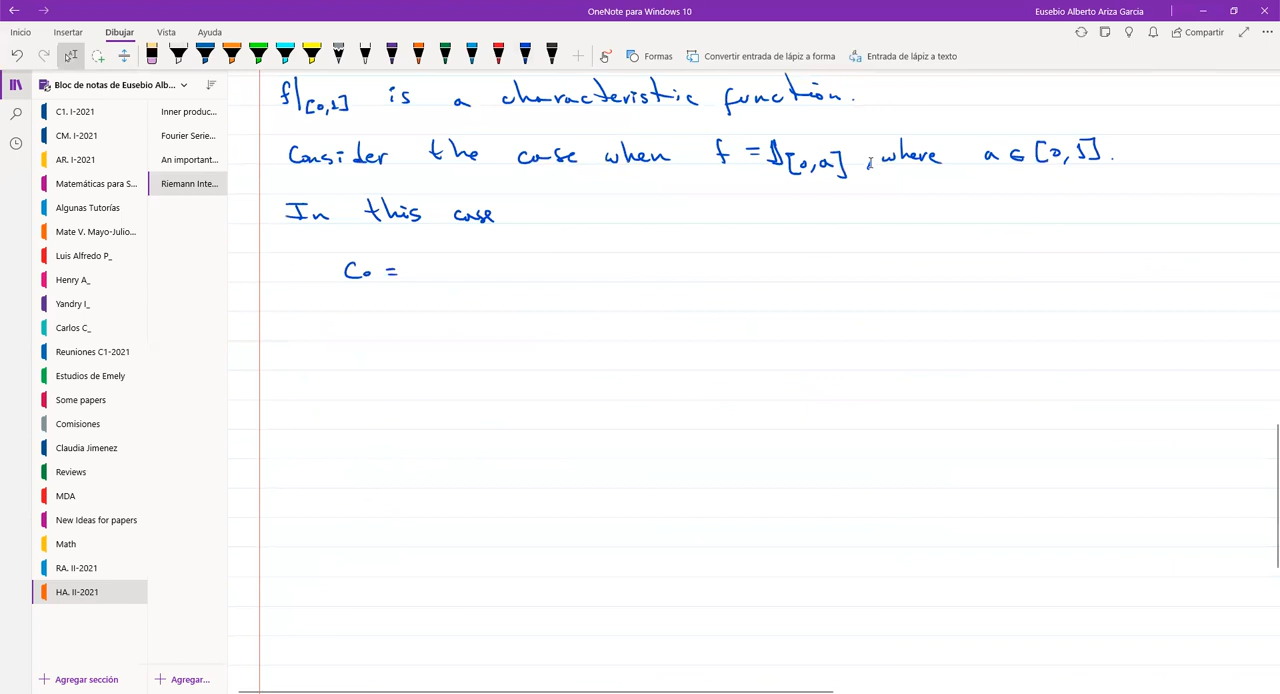 OneNote para Windows 10
Eusebio Alberto Ariza Garcia
Inicio Insertar Dibujar Vista Ayuda
Compartir
Formas Convertir entrada de lápiz a forma Entrada de lápiz a texto
Bloc de notas de Eusebio Alb...
C1. I-2021
CM. I-2021
AR. I-2021
Matemáticas para S...
Algunas Tutorías
Mate V. Mayo-Julio...
Luis Alfredo P_
Henry A_
Yandry I_
Carlos C_
Reuniones C1-2021
Estudios de Emely
Some papers
Comisiones
Claudia Jimenez
Reviews
MDA
New Ideas for papers
Math
RA. II-2021
HA. II-2021
Agregar sección
Inner produc...
Fourier Serie...
An important...
Riemann Inte...
Agregar...
f|[0,1] is a characteristic function.
Consider the case when f = 𝟙[0,a], where a ∈ [0,1].
In this case
C₀ =